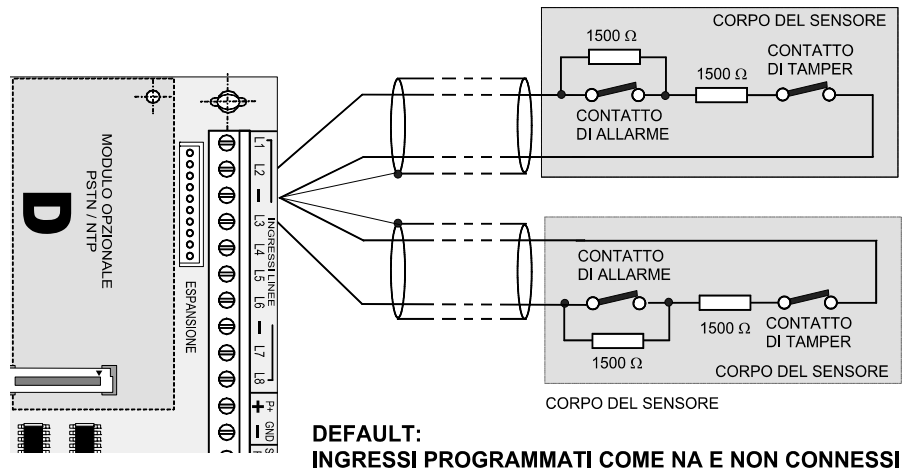 CORPO DEL SENSORE
1500 Ω
CONTATTO
DI TAMPER
1500 Ω
CONTATTO
DI ALLARME
MODULO OPZIONALE
PSTN / NTP
D
ESPANSIONE
L1
L2
–
L3
L4
L5
L6
–
L7
L8
INGRESSI LINEE
+ P+
– GND
CONTATTO
DI ALLARME
1500 Ω
CONTATTO
DI TAMPER
1500 Ω
CORPO DEL SENSORE
CORPO DEL SENSORE
DEFAULT:
INGRESSI PROGRAMMATI COME NA E NON CONNESSI